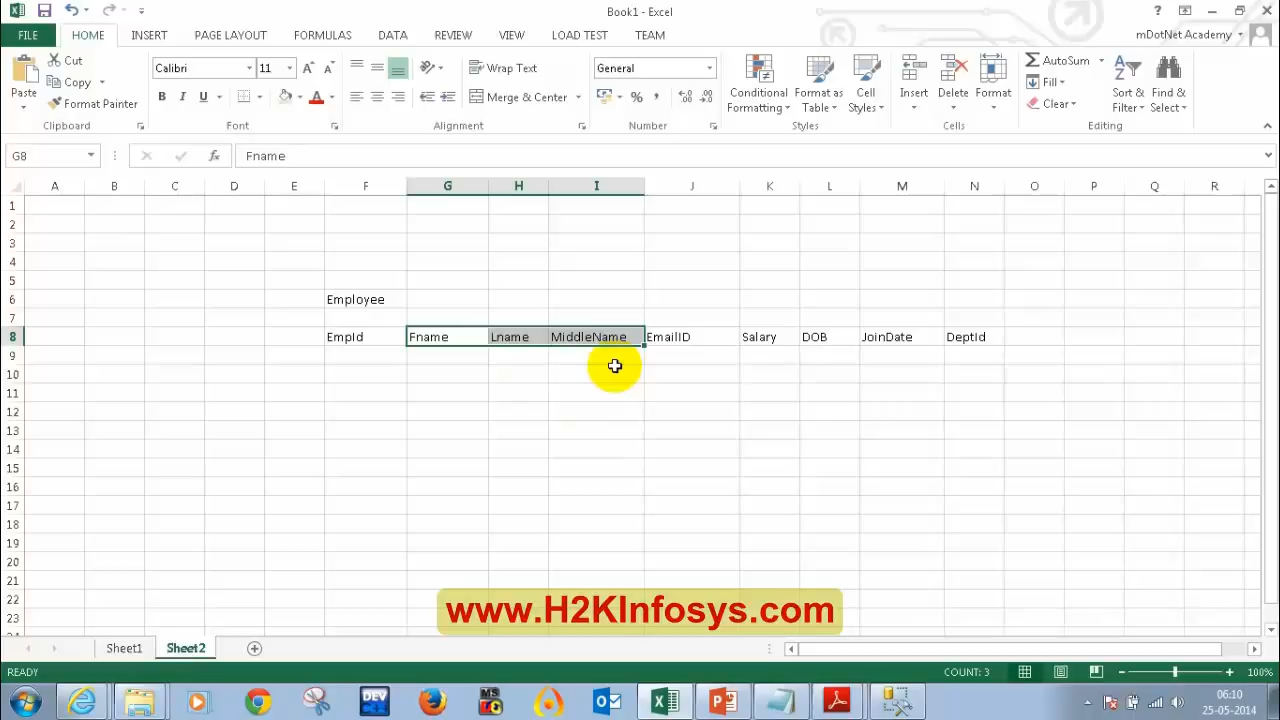 Book1 - Excel
FILE HOME INSERT PAGE LAYOUT FORMULAS DATA REVIEW VIEW LOAD TEST TEAM mDotNet Academy
Paste Cut Copy Format Painter Clipboard
Calibri 11 B I U A Font
Wrap Text Merge & Center Alignment
General % Number
Conditional Formatting Format as Table Cell Styles Styles
Insert Delete Format Cells
AutoSum Fill Clear Sort & Filter Find & Select Editing
G8 fx Fname
A B C D E F G H I J K L M N O P Q R
1
2
3
4
5
6 Employee
7
8 EmpId Fname Lname MiddleName EmailID Salary DOB JoinDate DeptId
9
10
11
12
13
14
15
16
17
18
19
20
21
22
23
www.H2KInfosys.com
Sheet1 Sheet2
READY COUNT: 3 100%
DEV MS
06:10
25-05-2014